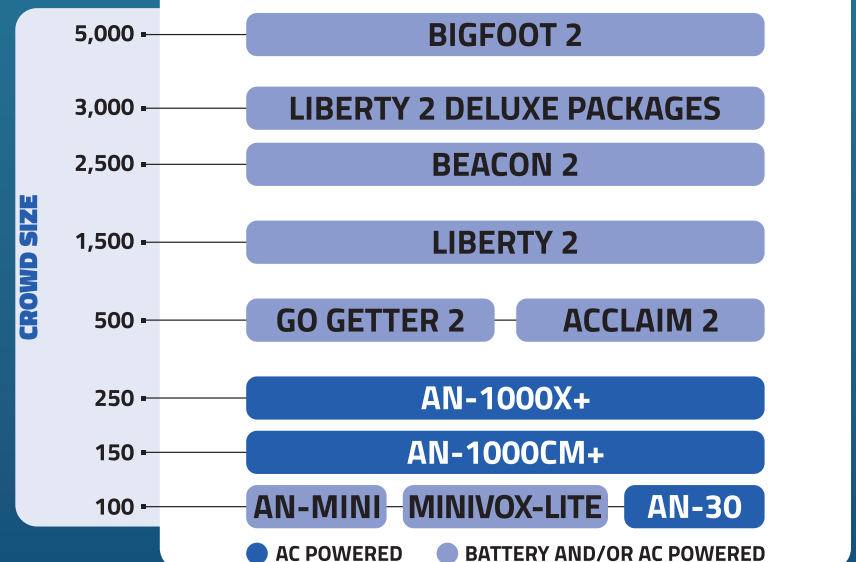 5,000 BIGFOOT 2
3,000 LIBERTY 2 DELUXE PACKAGES
2,500 BEACON 2
1,500 LIBERTY 2
CROWD SIZE
500 GO GETTER 2 ACCLAIM 2
250 AN-1000X+
150 AN-1000CM+
100 AN-MINI MINIVOX-LITE AN-30
AC POWERED BATTERY AND/OR AC POWERED